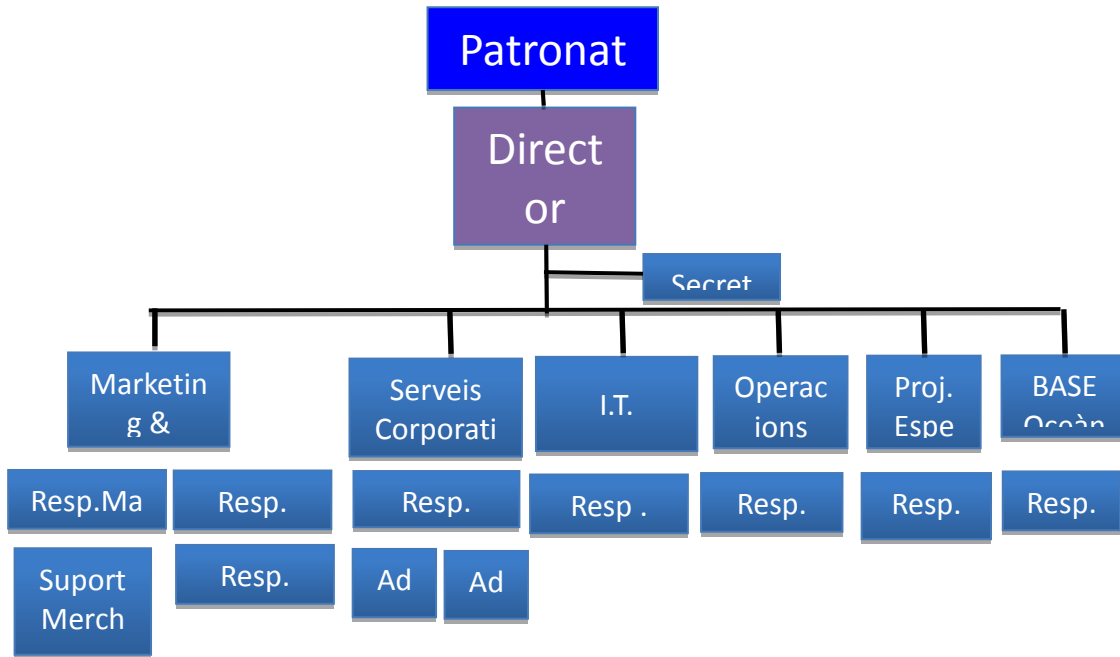 Patronat
Direct
or
Secret
Marketin
g &
Serveis
Corporati
I.T.
Operac
ions
Proj.
Espe
BASE
Oceàn
Resp.Ma
Resp.
Resp.
Resp .
Resp.
Resp.
Resp.
Suport
Merch
Resp.
Ad
Ad